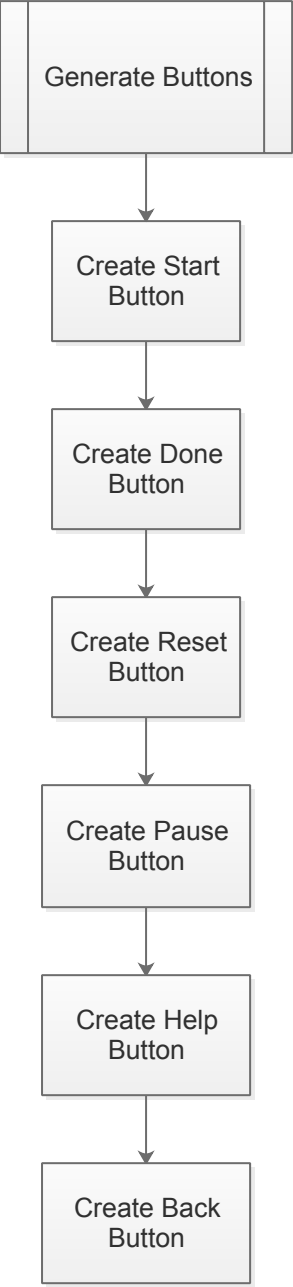 Generate Buttons
Create Start
Button
Create Done
Button
Create Reset
Button
Create Pause
Button
Create Help
Button
Create Back
Button